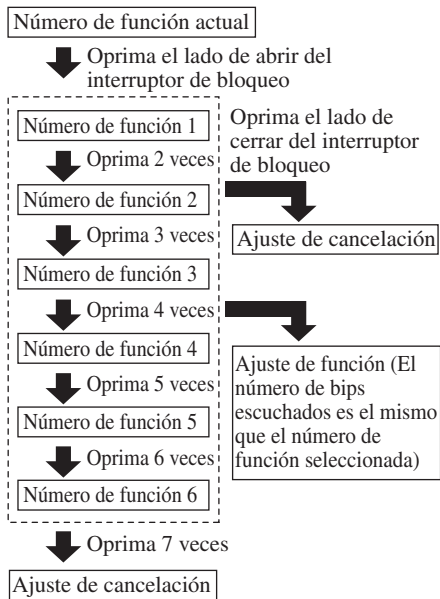 Número de función actual
Oprima el lado de abrir del
interruptor de bloqueo
Número de función 1
Oprima 2 veces
Número de función 2
Oprima 3 veces
Número de función 3
Oprima 4 veces
Número de función 4
Oprima 5 veces
Número de función 5
Oprima 6 veces
Número de función 6
Oprima 7 veces
Ajuste de cancelación
Oprima el lado de
cerrar del interruptor
de bloqueo
Ajuste de cancelación
Ajuste de función (El
número de bips
escuchados es el mismo
que el número de
función seleccionada)